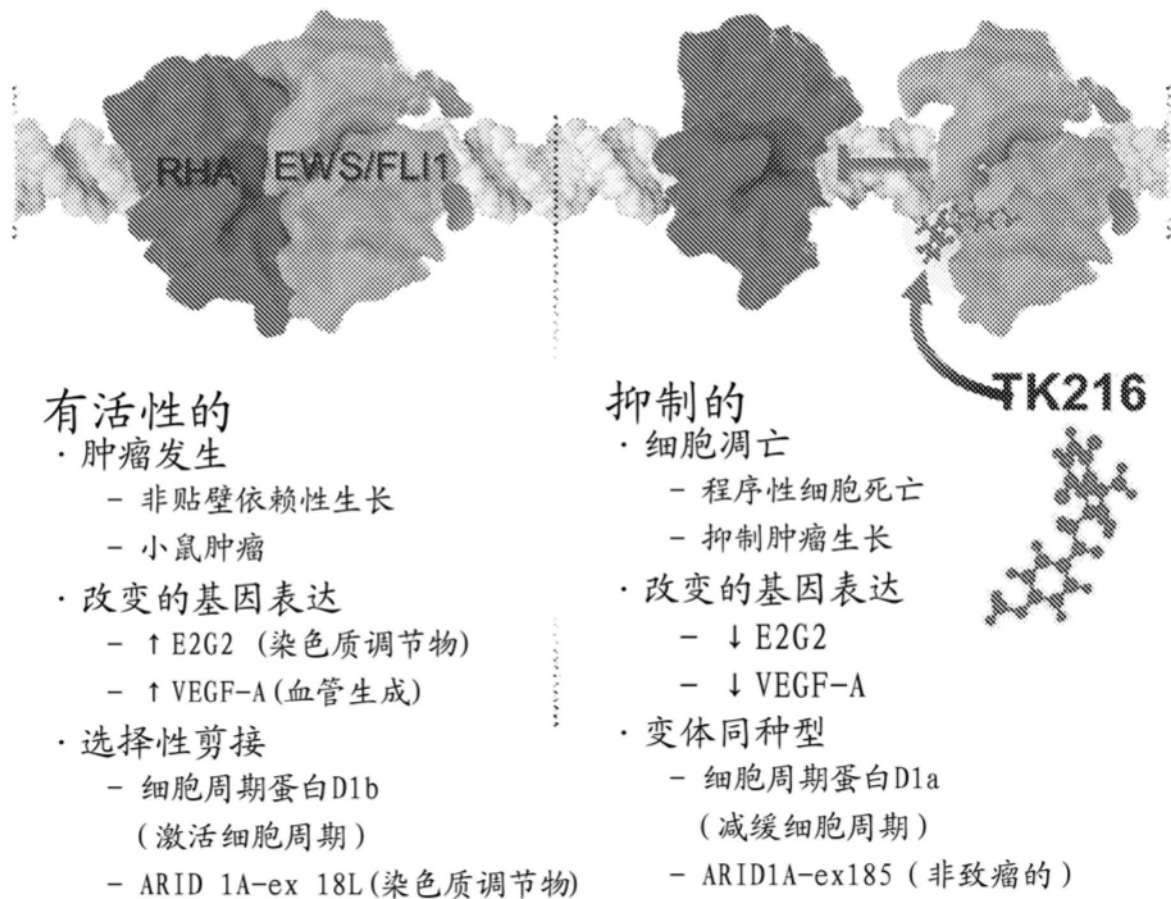 RHA EWS/FLI1
TK216
有活性的
· 肿瘤发生
- 非贴壁依赖性生长
- 小鼠肿瘤
· 改变的基因表达
- ↑ E2G2 (染色质调节物)
- ↑ VEGF-A(血管生成)
· 选择性剪接
- 细胞周期蛋白D1b
(激活细胞周期)
- ARID 1A-ex 18L(染色质调节物)
抑制的
· 细胞凋亡
- 程序性细胞死亡
- 抑制肿瘤生长
· 改变的基因表达
- ↓ E2G2
- ↓ VEGF-A
· 变体同种型
- 细胞周期蛋白D1a
(减缓细胞周期)
- ARID1A-ex185 (非致瘤的)